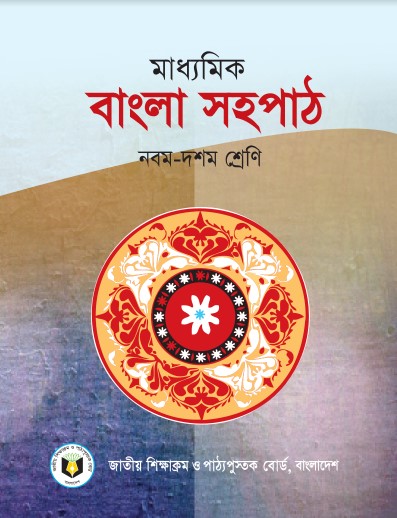 মাধ্যমিক
বাংলা সহপাঠ
নবম-দশম শ্রেণি
জাতীয় শিক্ষাক্রম ও পাঠ্যপুস্তক বোর্ড, বাংলাদেশ